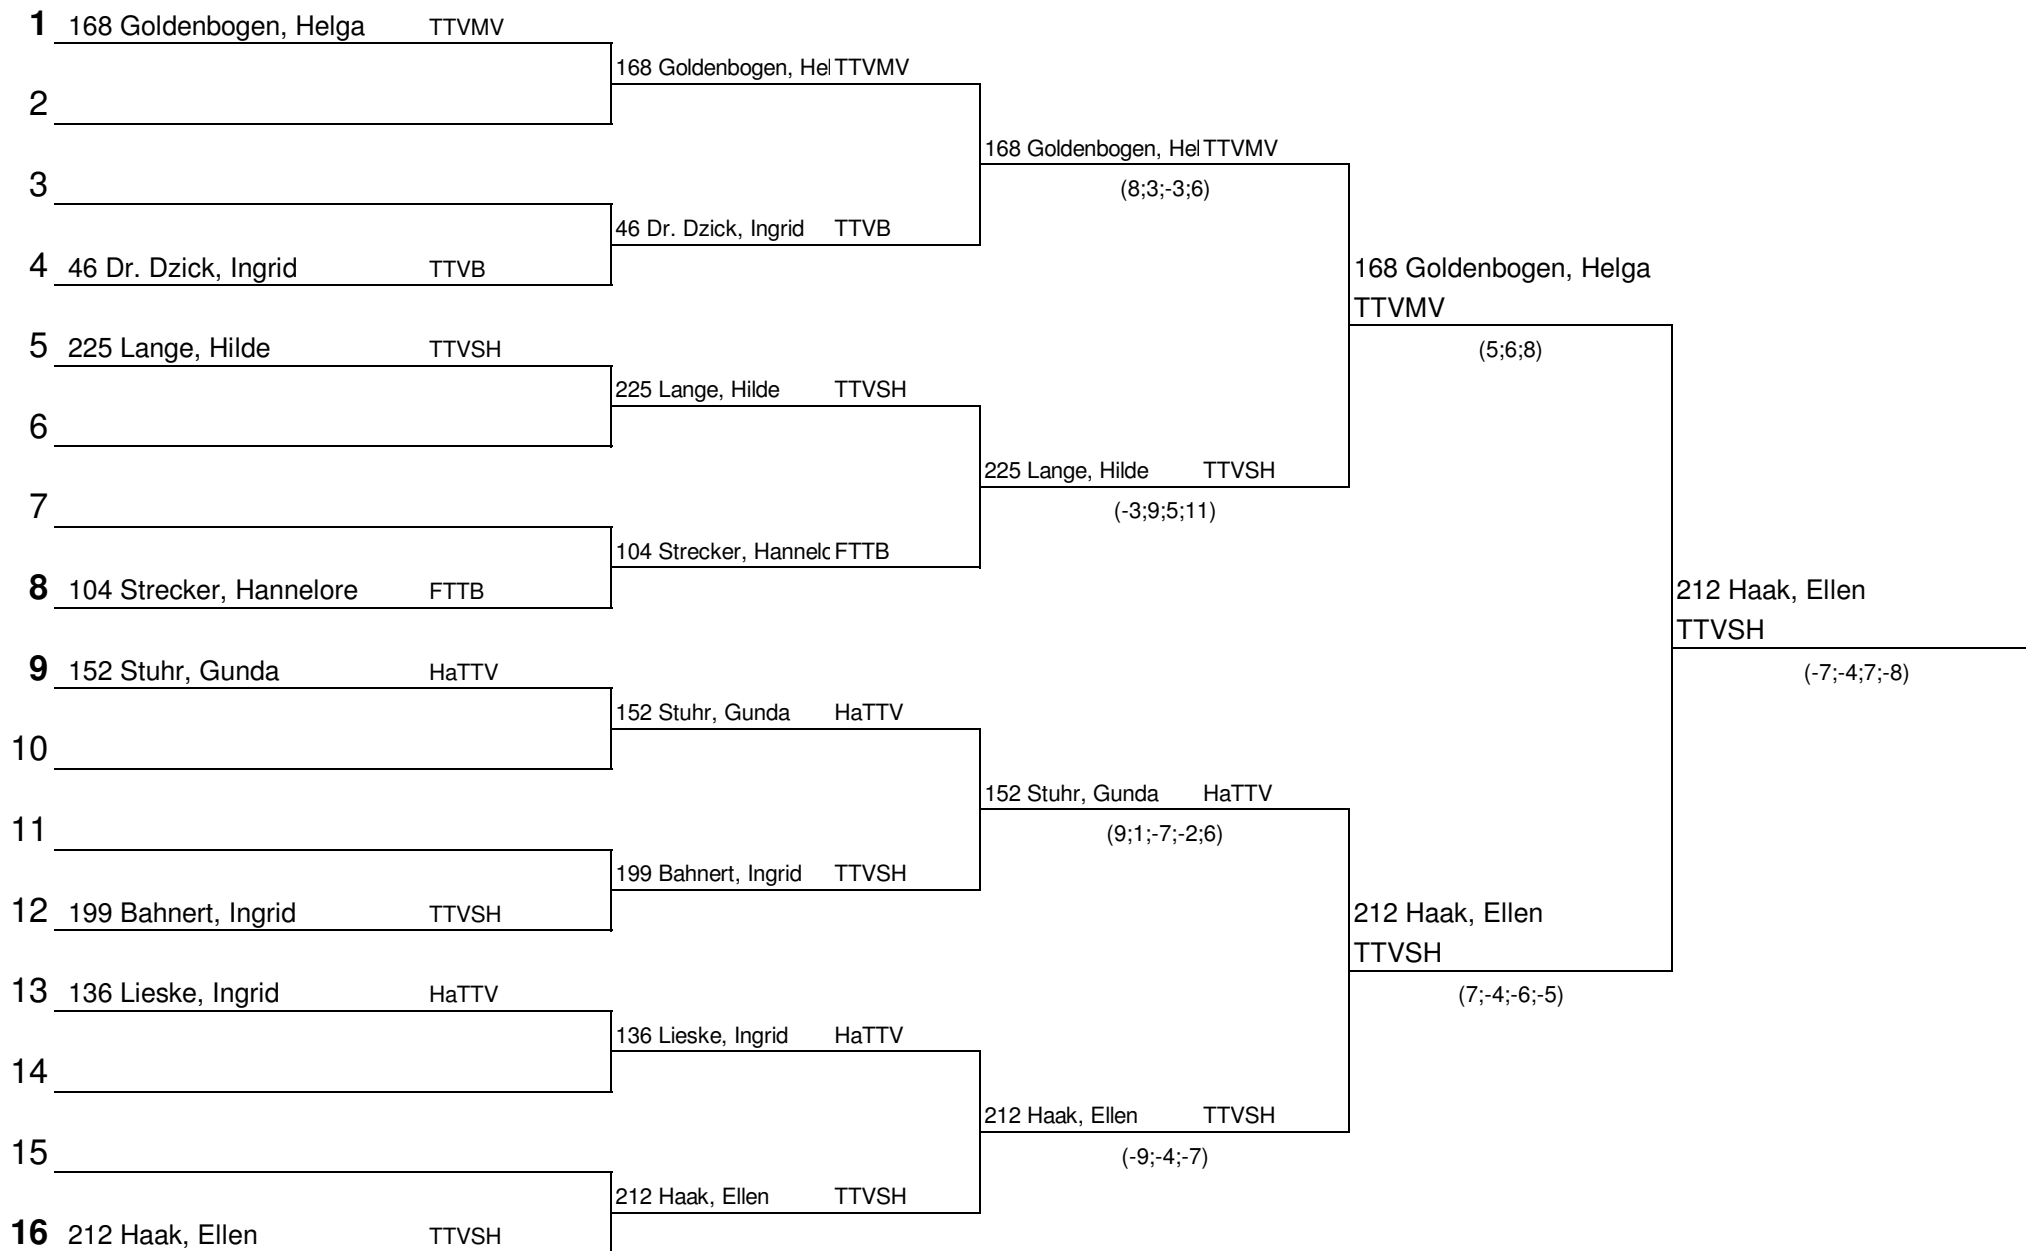 1 168 Goldenbogen, Helga TTVMV
168 Goldenbogen, Hel TTVMV
2
168 Goldenbogen, Hel TTVMV
3
(8;3;-3;6)
46 Dr. Dzick, Ingrid TTVB
4 46 Dr. Dzick, Ingrid TTVB
168 Goldenbogen, Helga
TTVMV
5 225 Lange, Hilde TTVSH
(5;6;8)
225 Lange, Hilde TTVSH
6
225 Lange, Hilde TTVSH
7
(-3;9;5;11)
104 Strecker, Hannelo FTTB
8 104 Strecker, Hannelore FTTB
212 Haak, Ellen
TTVSH
9 152 Stuhr, Gunda HaTTV
(-7;-4;7;-8)
152 Stuhr, Gunda HaTTV
10
152 Stuhr, Gunda HaTTV
11
(9;1;-7;-2;6)
199 Bahnert, Ingrid TTVSH
12 199 Bahnert, Ingrid TTVSH
212 Haak, Ellen
TTVSH
13 136 Lieske, Ingrid HaTTV
(7;-4;-6;-5)
136 Lieske, Ingrid HaTTV
14
212 Haak, Ellen TTVSH
15
(-9;-4;-7)
212 Haak, Ellen TTVSH
16 212 Haak, Ellen TTVSH